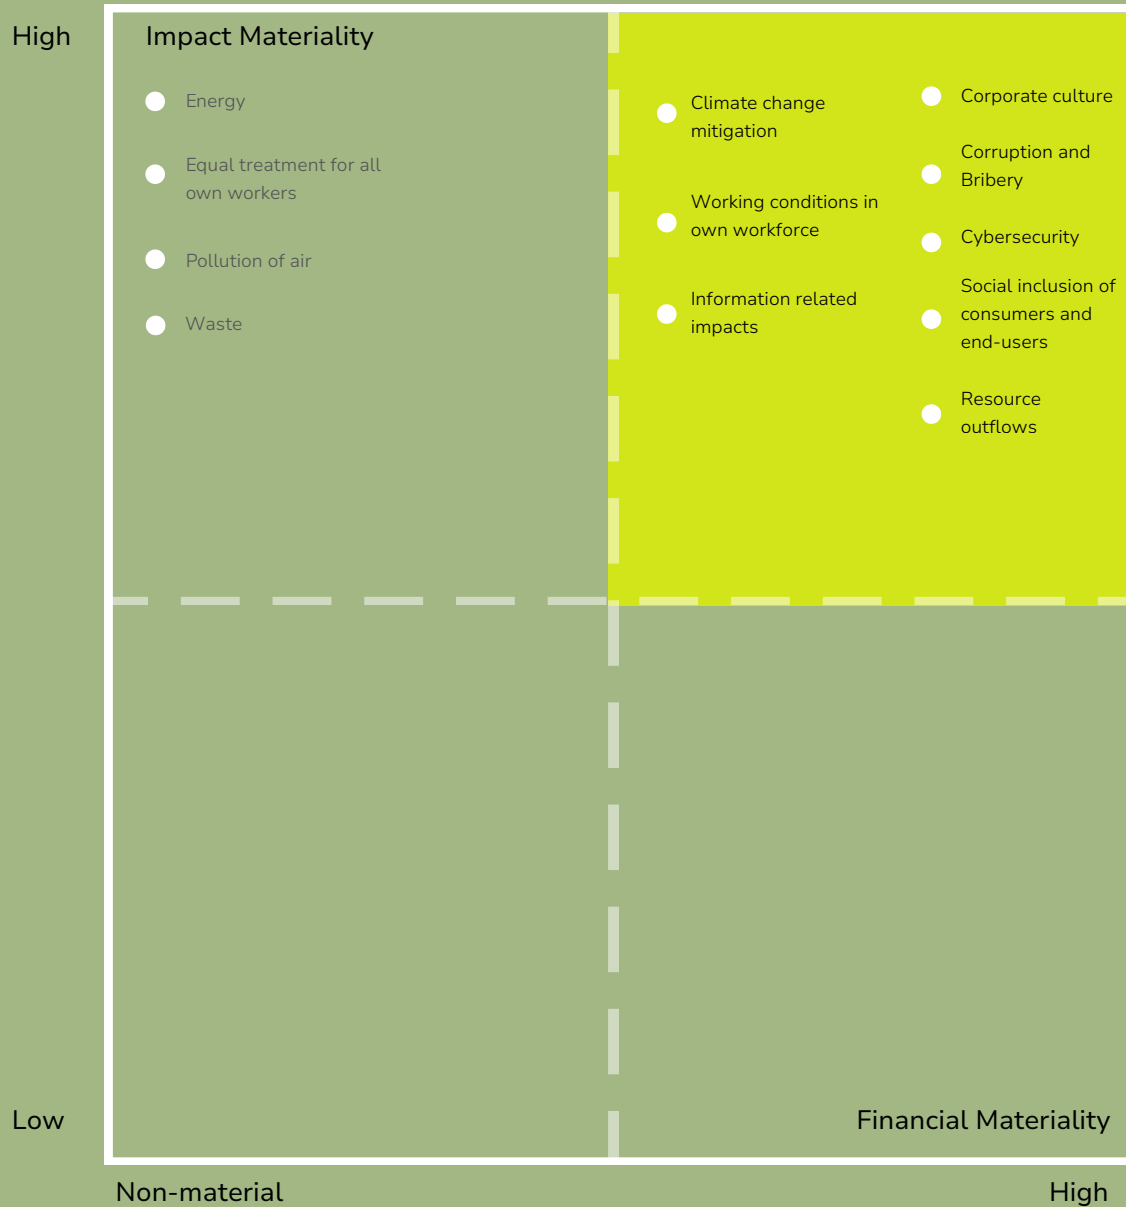 High
Impact Materiality
Energy
Equal treatment for all
own workers
Pollution of air
Waste
Climate change
mitigation
Working conditions in
own workforce
Information related
impacts
Corporate culture
Corruption and
Bribery
Cybersecurity
Social inclusion of
consumers and
end-users
Resource
outflows
Low
Financial Materiality
Non-material
High